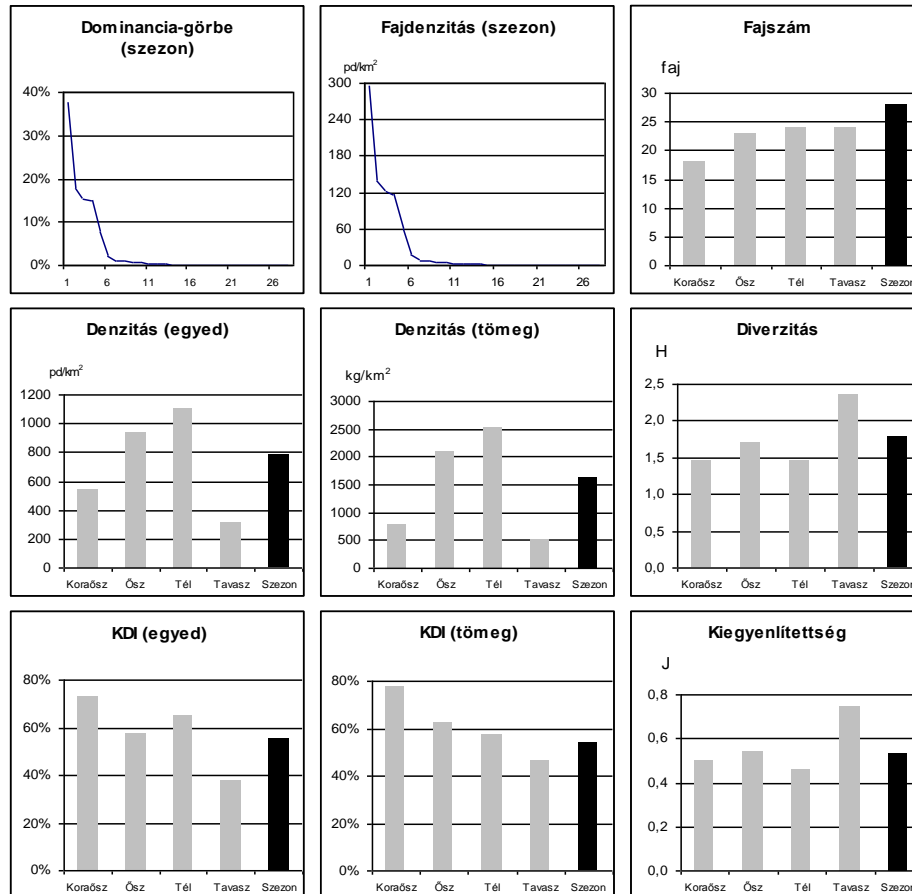 Dominancia-görbe
(szezon)
40%
30%
20%
10%
0%
1 6 11 16 21 26
Fajdenzitás (szezon)
pd/km²
300
240
180
120
60
0
1 6 11 16 21 26
Fajszám
faj
30
25
20
15
10
5
0
Koraősz Ősz Tél Tavasz Szezon
Denzitás (egyed)
pd/km²
1200
1000
800
600
400
200
0
Koraősz Ősz Tél Tavasz Szezon
Denzitás (tömeg)
kg/km²
3000
2500
2000
1500
1000
500
0
Koraősz Ősz Tél Tavasz Szezon
Diverzitás
H
2,5
2,0
1,5
1,0
0,5
0,0
Koraősz Ősz Tél Tavasz Szezon
KDI (egyed)
80%
60%
40%
20%
0%
Koraősz Ősz Tél Tavasz Szezon
KDI (tömeg)
80%
60%
40%
20%
0%
Koraősz Ősz Tél Tavasz Szezon
Kiegyenlítettség
J
0,8
0,6
0,4
0,2
0,0
Koraősz Ősz Tél Tavasz Szezon